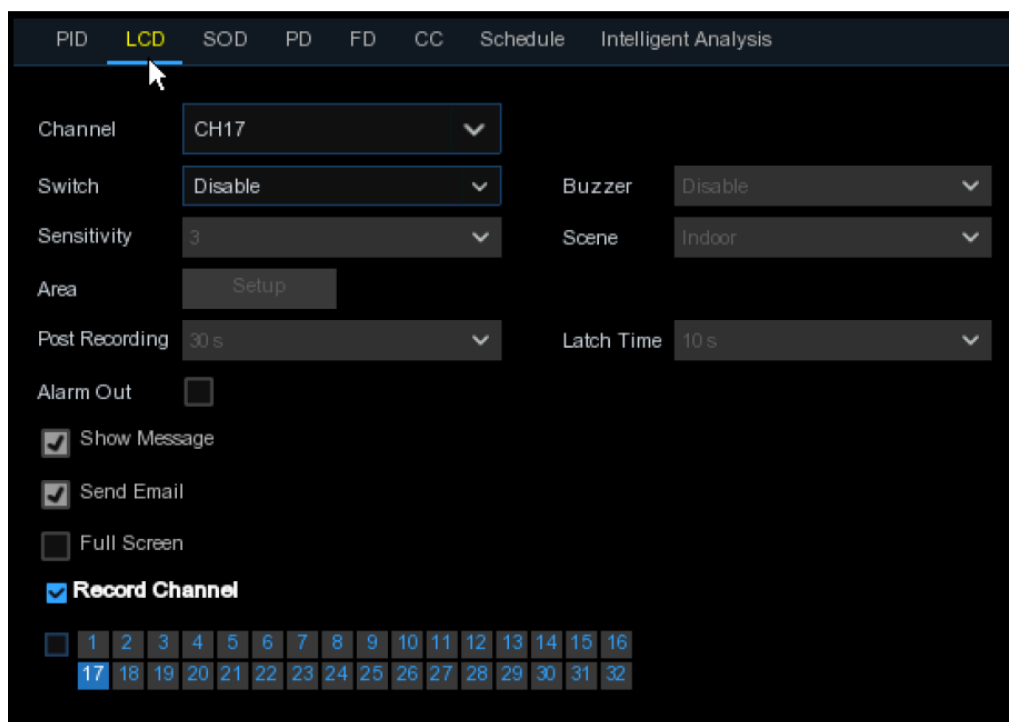 PID LCD SOD PD FD CC Schedule Intelligent Analysis
Channel CH17
Switch Disable Buzzer Disable
Sensitivity 3 Scene Indoor
Area Setup
Post Recording 30 s Latch Time 10 s
Alarm Out
Show Message
Send Email
Full Screen
Record Channel
1 2 3 4 5 6 7 8 9 10 11 12 13 14 15 16
17 18 19 20 21 22 23 24 25 26 27 28 29 30 31 32